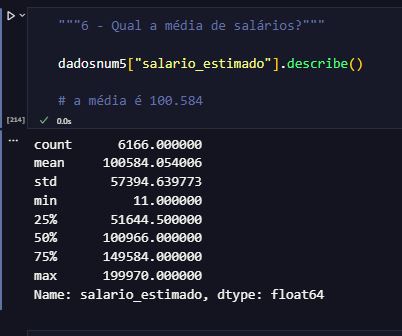 """6 - Qual a média de salários?"""
dadosnum5["salario_estimado"].describe()
# a média é 100.584
[214] ✓ 0.0s
...
count 6166.000000
mean 100584.054006
std 57394.639773
min 11.000000
25% 51644.500000
50% 100966.000000
75% 149584.000000
max 199970.000000
Name: salario_estimado, dtype: float64